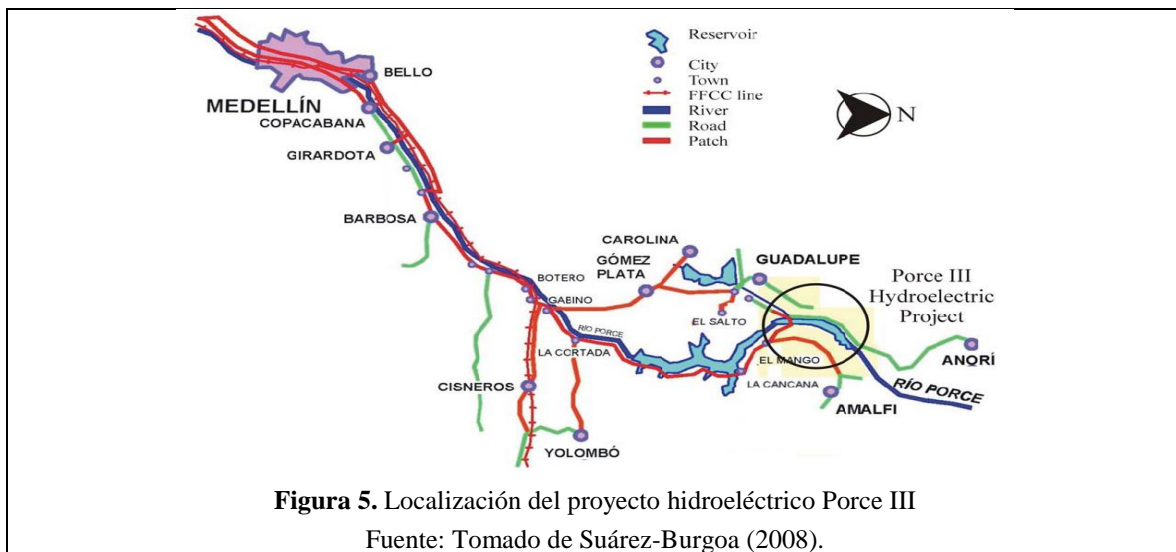 Reservoir
City
Town
FFCC line
River
Road
Patch
N
BELLO
MEDELLÍN
COPACABANA
GIRARDOTA
BARBOSA
CAROLINA
GÓMEZ
PLATA
GUADALUPE
Porce III
Hydroelectric
Project
BOTERO
GABINO
EL SALTO
RÍO PORCE
LA CORTADA
EL MANGO
ANORÍ
LA CANCANA
CISNEROS
RÍO PORCE
AMALFI
YOLOMBÓ
Figura 5. Localización del proyecto hidroeléctrico Porce III
Fuente: Tomado de Suárez-Burgoa (2008).